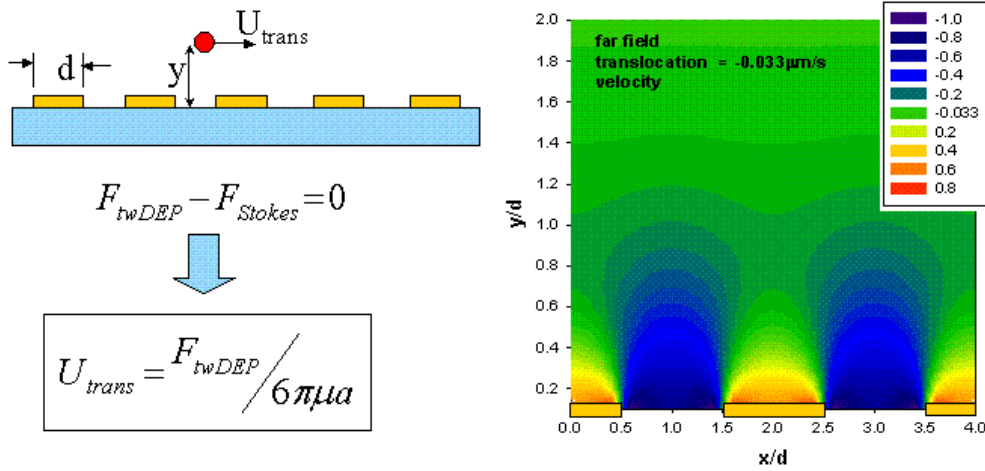 U trans
d
y
F twDEP − F Stokes = 0
U trans = F twDEP / 6πμa
far field
translocation = -0.033µm/s
velocity
-1.0
-0.8
-0.6
-0.4
-0.2
-0.033
0.2
0.4
0.6
0.8
y/d
2.0
1.8
1.6
1.4
1.2
1.0
0.8
0.6
0.4
0.2
0.0 0.5 1.0 1.5 2.0 2.5 3.0 3.5 4.0
x/d